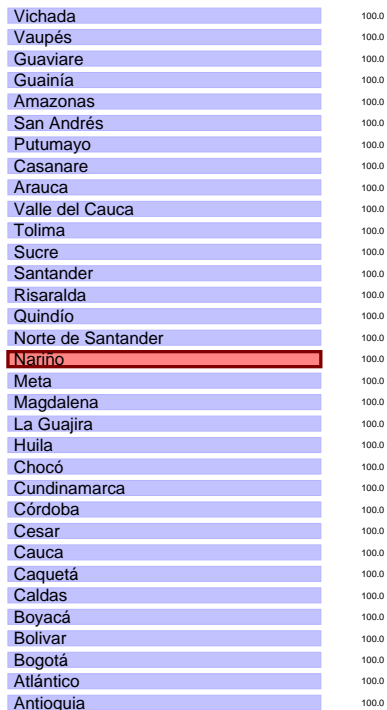 Vichada 100.0
Vaupés 100.0
Guaviare 100.0
Guainía 100.0
Amazonas 100.0
San Andrés 100.0
Putumayo 100.0
Casanare 100.0
Arauca 100.0
Valle del Cauca 100.0
Tolima 100.0
Sucre 100.0
Santander 100.0
Risaralda 100.0
Quindío 100.0
Norte de Santander 100.0
Nariño 100.0
Meta 100.0
Magdalena 100.0
La Guajira 100.0
Huila 100.0
Chocó 100.0
Cundinamarca 100.0
Córdoba 100.0
Cesar 100.0
Cauca 100.0
Caquetá 100.0
Caldas 100.0
Boyacá 100.0
Bolivar 100.0
Bogotá 100.0
Atlántico 100.0
Antioquia 100.0